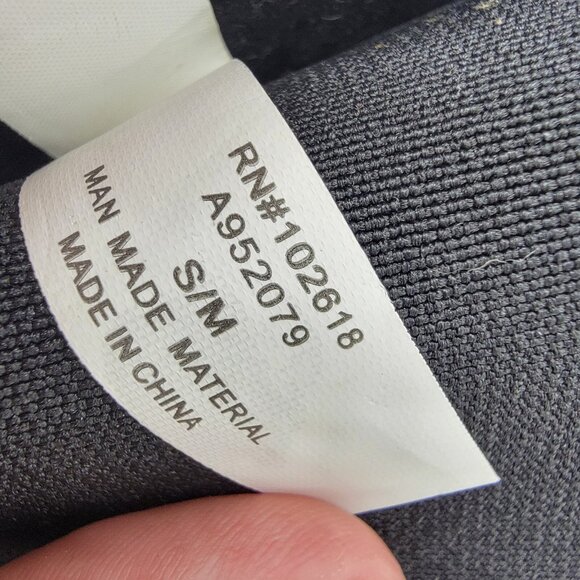 RN#102618
A952079
S/M
MAN MADE MATERIAL
MADE IN CHINA